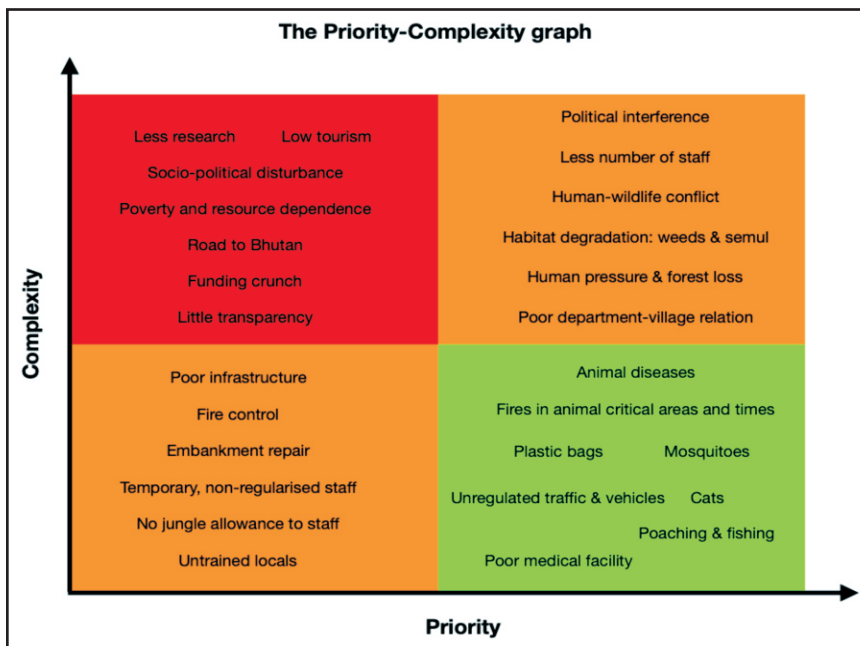 The Priority-Complexity graph
Complexity
Less research Low tourism
Socio-political disturbance
Poverty and resource dependence
Road to Bhutan
Funding crunch
Little transparency
Political interference
Less number of staff
Human-wildlife conflict
Habitat degradation: weeds & semul
Human pressure & forest loss
Poor department-village relation
Poor infrastructure
Fire control
Embankment repair
Temporary, non-regularised staff
No jungle allowance to staff
Untrained locals
Animal diseases
Fires in animal critical areas and times
Plastic bags Mosquitoes
Unregulated traffic & vehicles Cats
Poaching & fishing
Poor medical facility
Priority